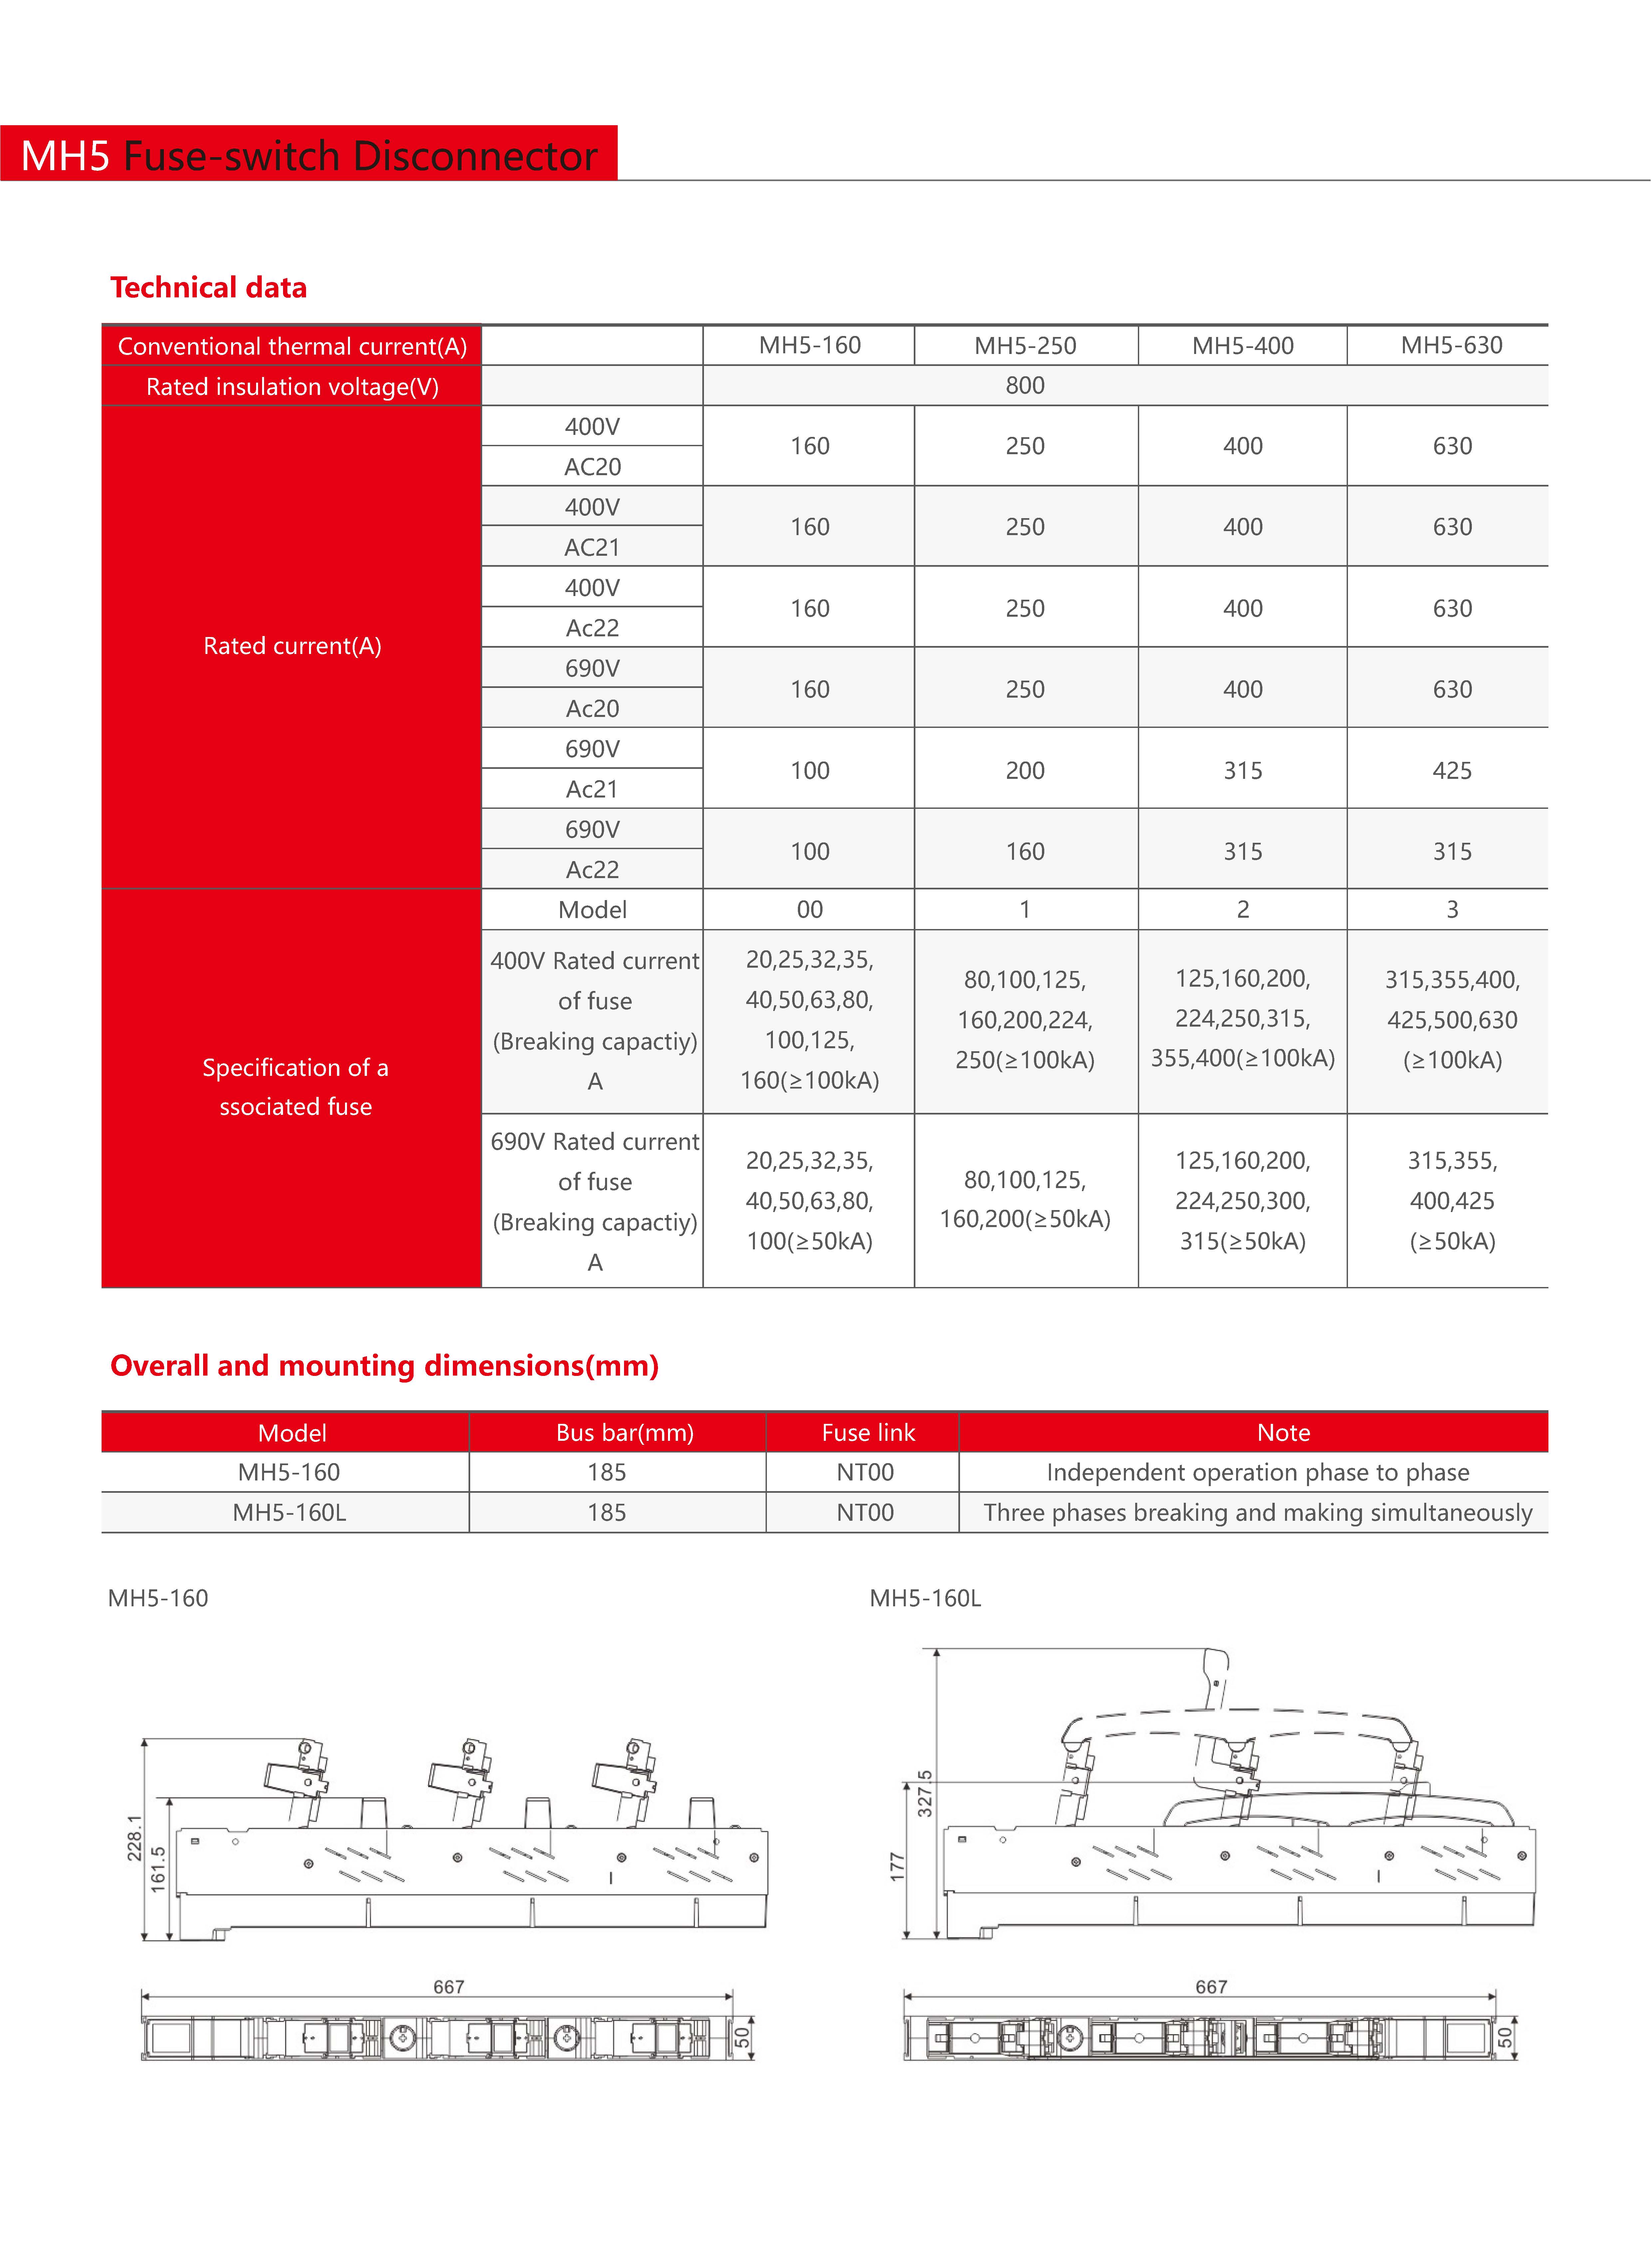 MH5 Fuse-switch Disconnector
Technical data
Conventional thermal current(A) MH5-160 MH5-250 MH5-400 MH5-630
Rated insulation voltage(V) 800
Rated current(A)
400V
AC20
160 250 400 630
400V
AC21
160 250 400 630
400V
Ac22
160 250 400 630
690V
Ac20
160 250 400 630
690V
Ac21
100 200 315 425
690V
Ac22
100 160 315 315
Specification of a
ssociated fuse
Model 00 1 2 3
400V Rated current
of fuse
(Breaking capactiy)
A
20,25,32,35,
40,50,63,80,
100,125,
160(≥100kA)
80,100,125,
160,200,224,
250(≥100kA)
125,160,200,
224,250,315,
355,400(≥100kA)
315,355,400,
425,500,630
(≥100kA)
690V Rated current
of fuse
(Breaking capactiy)
A
20,25,32,35,
40,50,63,80,
100(≥50kA)
80,100,125,
160,200(≥50kA)
125,160,200,
224,250,300,
315(≥50kA)
315,355,
400,425
(≥50kA)
Overall and mounting dimensions(mm)
Model Bus bar(mm) Fuse link Note
MH5-160 185 NT00 Independent operation phase to phase
MH5-160L 185 NT00 Three phases breaking and making simultaneously
MH5-160
228.1
161.5
667
50
MH5-160L
327.5
177
667
50